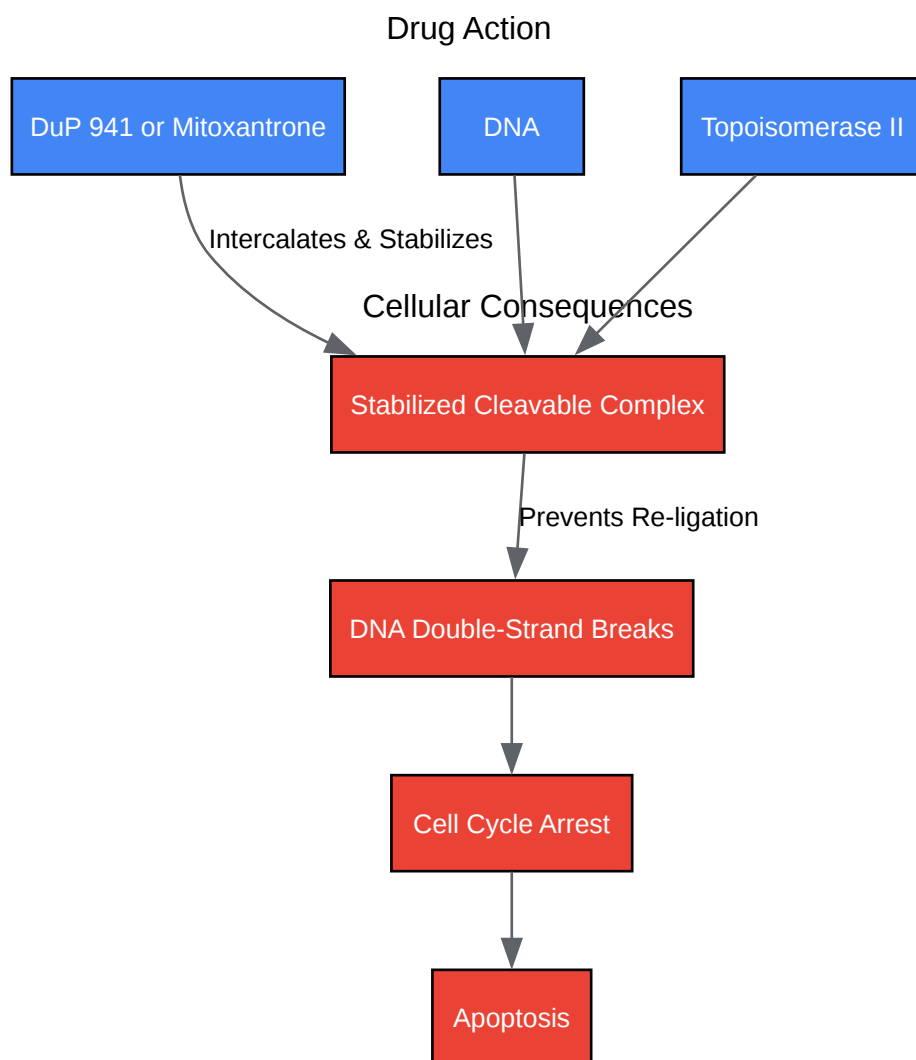 Drug Action
DuP 941 or Mitoxantrone
DNA
Topoisomerase II
Intercalates & Stabilizes
Cellular Consequences
Stabilized Cleavable Complex
Prevents Re-ligation
DNA Double-Strand Breaks
Cell Cycle Arrest
Apoptosis